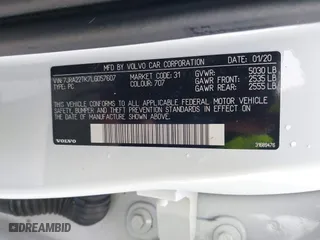 MFD BY VOLVO CAR CORPORATION 01/20
VIN: 7JRA22TK7LG057607 MARKET CODE: 31 GVWR: 5030 LB
TYPE: PC COLOUR: 707 GAWR FRONT: 2535 LB
GAWR REAR: 2555 LB
THIS VEHICLE CONFORMS TO ALL APPLICABLE FEDERAL MOTOR VEHICLE
SAFETY, BUMPER AND THEFT PREVENTION STANDARDS IN EFFECT ON
THE DATE OF MANUFACTURE SHOWN ABOVE.
VOLVO
31689476
DREAMBID